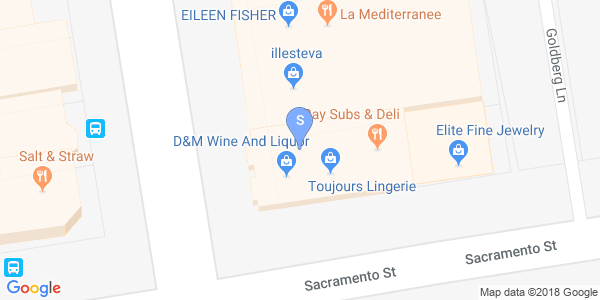 EILEEN FISHER
La Mediterranee
illesteva
Goldberg Ln
S
Bay Subs & Deli
D&M Wine And Liquor
Elite Fine Jewelry
Salt & Straw
Toujours Lingerie
Sacramento St
Sacramento St
Google
Map data ©2018 Google